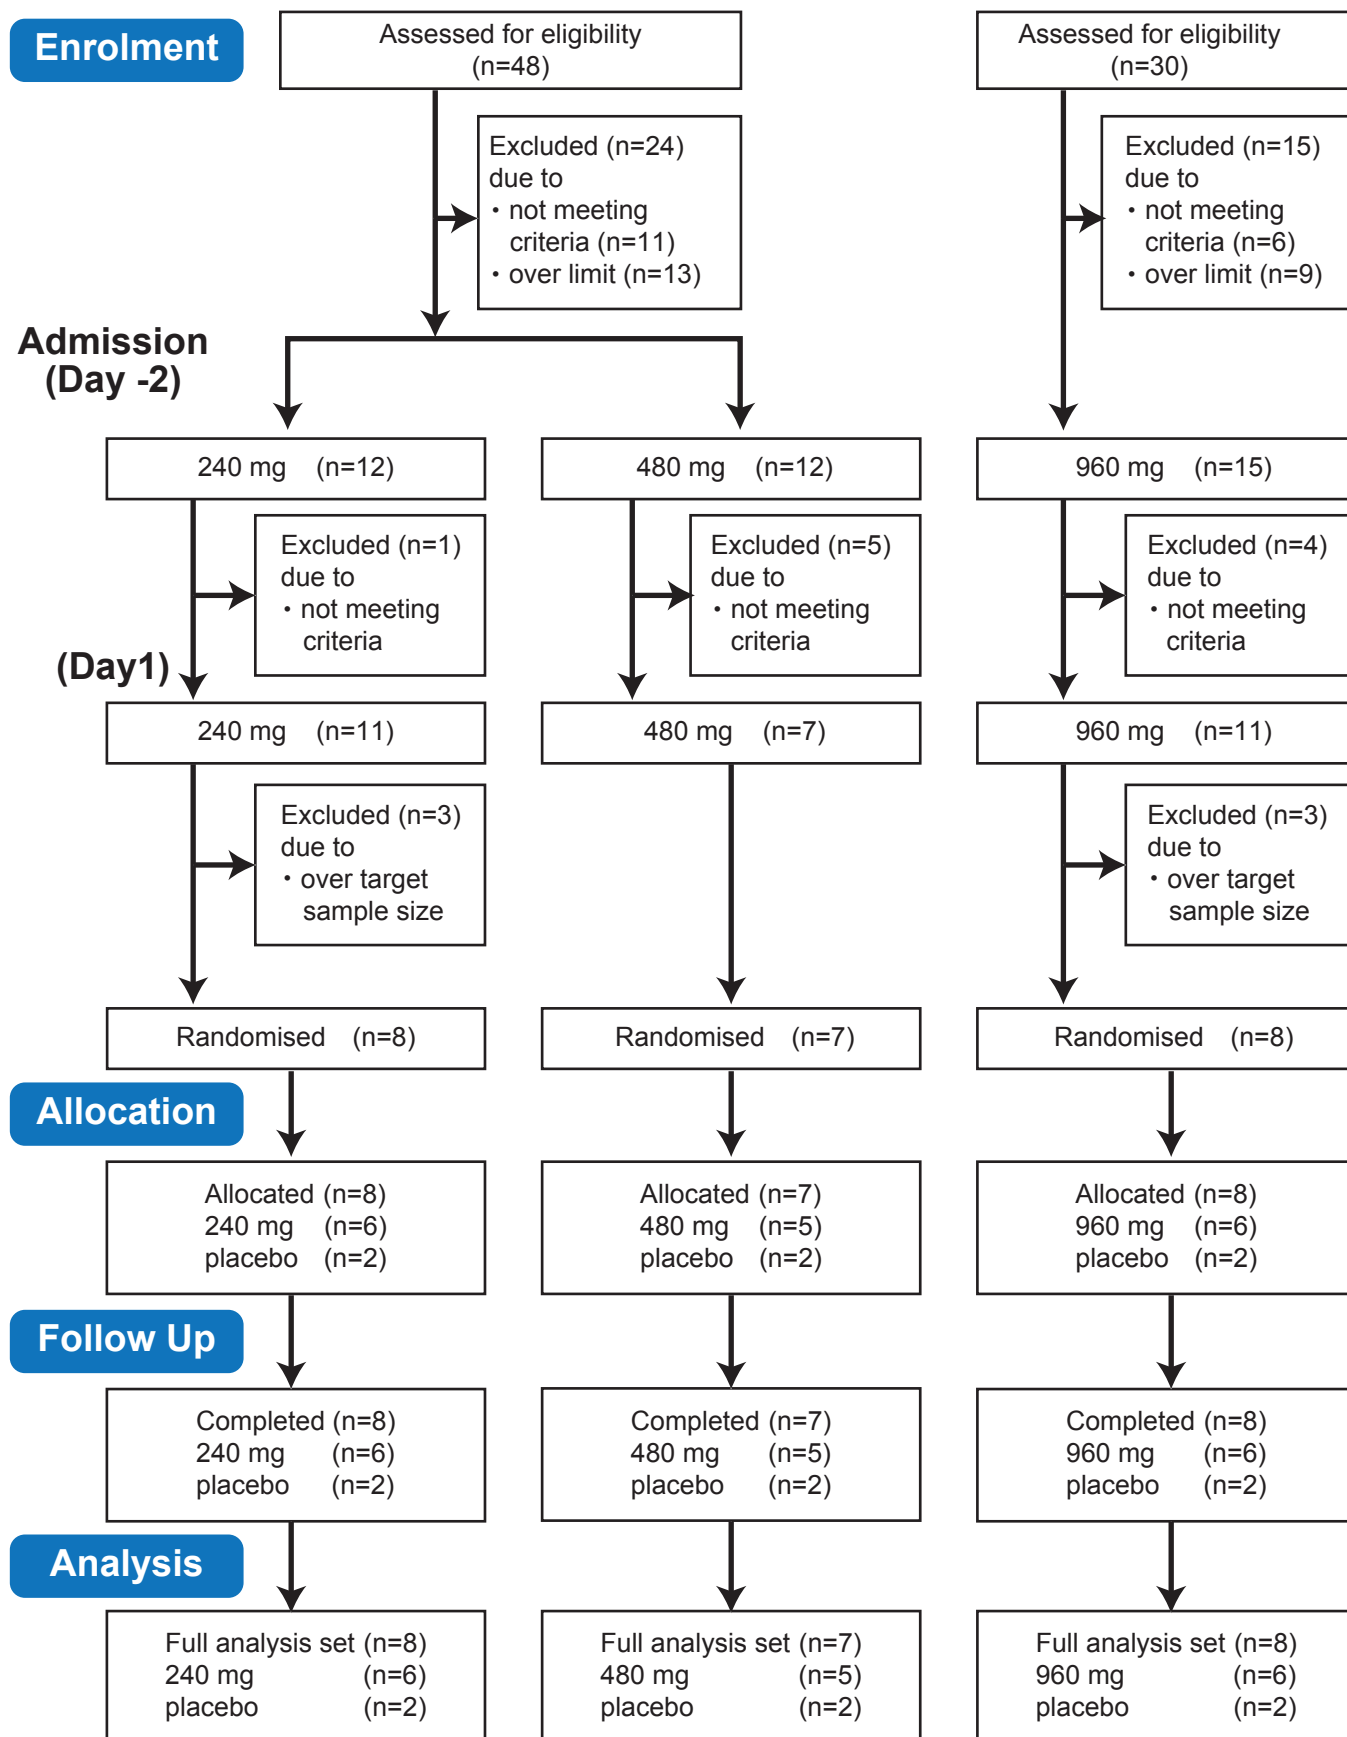 Enrolment
Assessed for eligibility
(n=48)
Assessed for eligibility
(n=30)
Excluded (n=24)
due to
・not meeting
criteria (n=11)
・over limit (n=13)
Excluded (n=15)
due to
・not meeting
criteria (n=6)
・over limit (n=9)
Admission
(Day -2)
240 mg (n=12)
480 mg (n=12)
960 mg (n=15)
Excluded (n=1)
due to
・not meeting
criteria
Excluded (n=5)
due to
・not meeting
criteria
Excluded (n=4)
due to
・not meeting
criteria
(Day1)
240 mg (n=11)
480 mg (n=7)
960 mg (n=11)
Excluded (n=3)
due to
・over target
sample size
Excluded (n=3)
due to
・over target
sample size
Randomised (n=8)
Randomised (n=7)
Randomised (n=8)
Allocation
Allocated (n=8)
240 mg (n=6)
placebo (n=2)
Allocated (n=7)
480 mg (n=5)
placebo (n=2)
Allocated (n=8)
960 mg (n=6)
placebo (n=2)
Follow Up
Completed (n=8)
240 mg (n=6)
placebo (n=2)
Completed (n=7)
480 mg (n=5)
placebo (n=2)
Completed (n=8)
960 mg (n=6)
placebo (n=2)
Analysis
Full analysis set (n=8)
240 mg (n=6)
placebo (n=2)
Full analysis set (n=7)
480 mg (n=5)
placebo (n=2)
Full analysis set (n=8)
960 mg (n=6)
placebo (n=2)